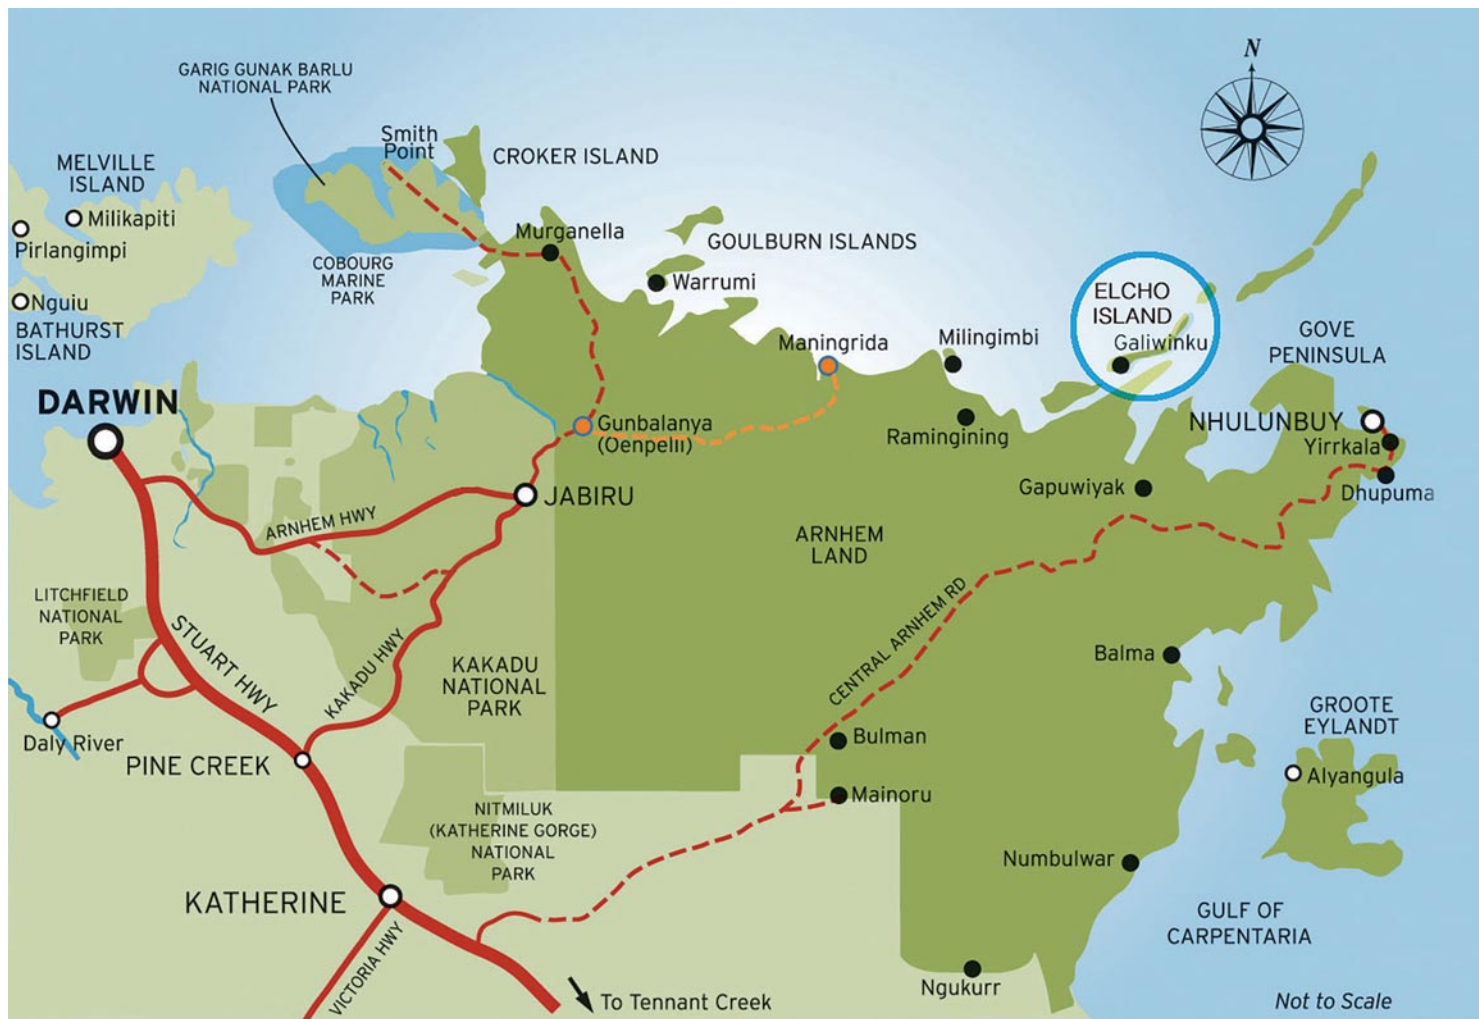 N
GARIG GUNAK BARLU
NATIONAL PARK
Smith
Point
CROKER ISLAND
MELVILLE
ISLAND
Milikapiti
Pirlangimpi
Murganella
GOULBURN ISLANDS
COBOURG
MARINE
PARK
Warrumi
ELCHO
ISLAND
Galiwinku
Nguiu
BATHURST
ISLAND
Maningrida
Milingimbi
GOVE
PENINSULA
DARWIN
Gunbalanya
(Oenpelli)
Ramingining
NHULUNBUY
Yirrkala
Dhupuma
JABIRU
Gapuwiyak
ARNHEM HWY
ARNHEM
LAND
LITCHFIELD
NATIONAL
PARK
STUART HWY
KAKADU HWY
KAKADU
NATIONAL
PARK
CENTRAL ARNHEM RD
Balma
GROOTE
EYLANDT
Alyangula
Daly River
PINE CREEK
Bulman
Mainoru
NITMILUK
(KATHERINE GORGE)
NATIONAL
PARK
Numbulwar
KATHERINE
VICTORIA HWY
GULF OF
CARPENTARIA
Ngukurr
To Tennant Creek
Not to Scale